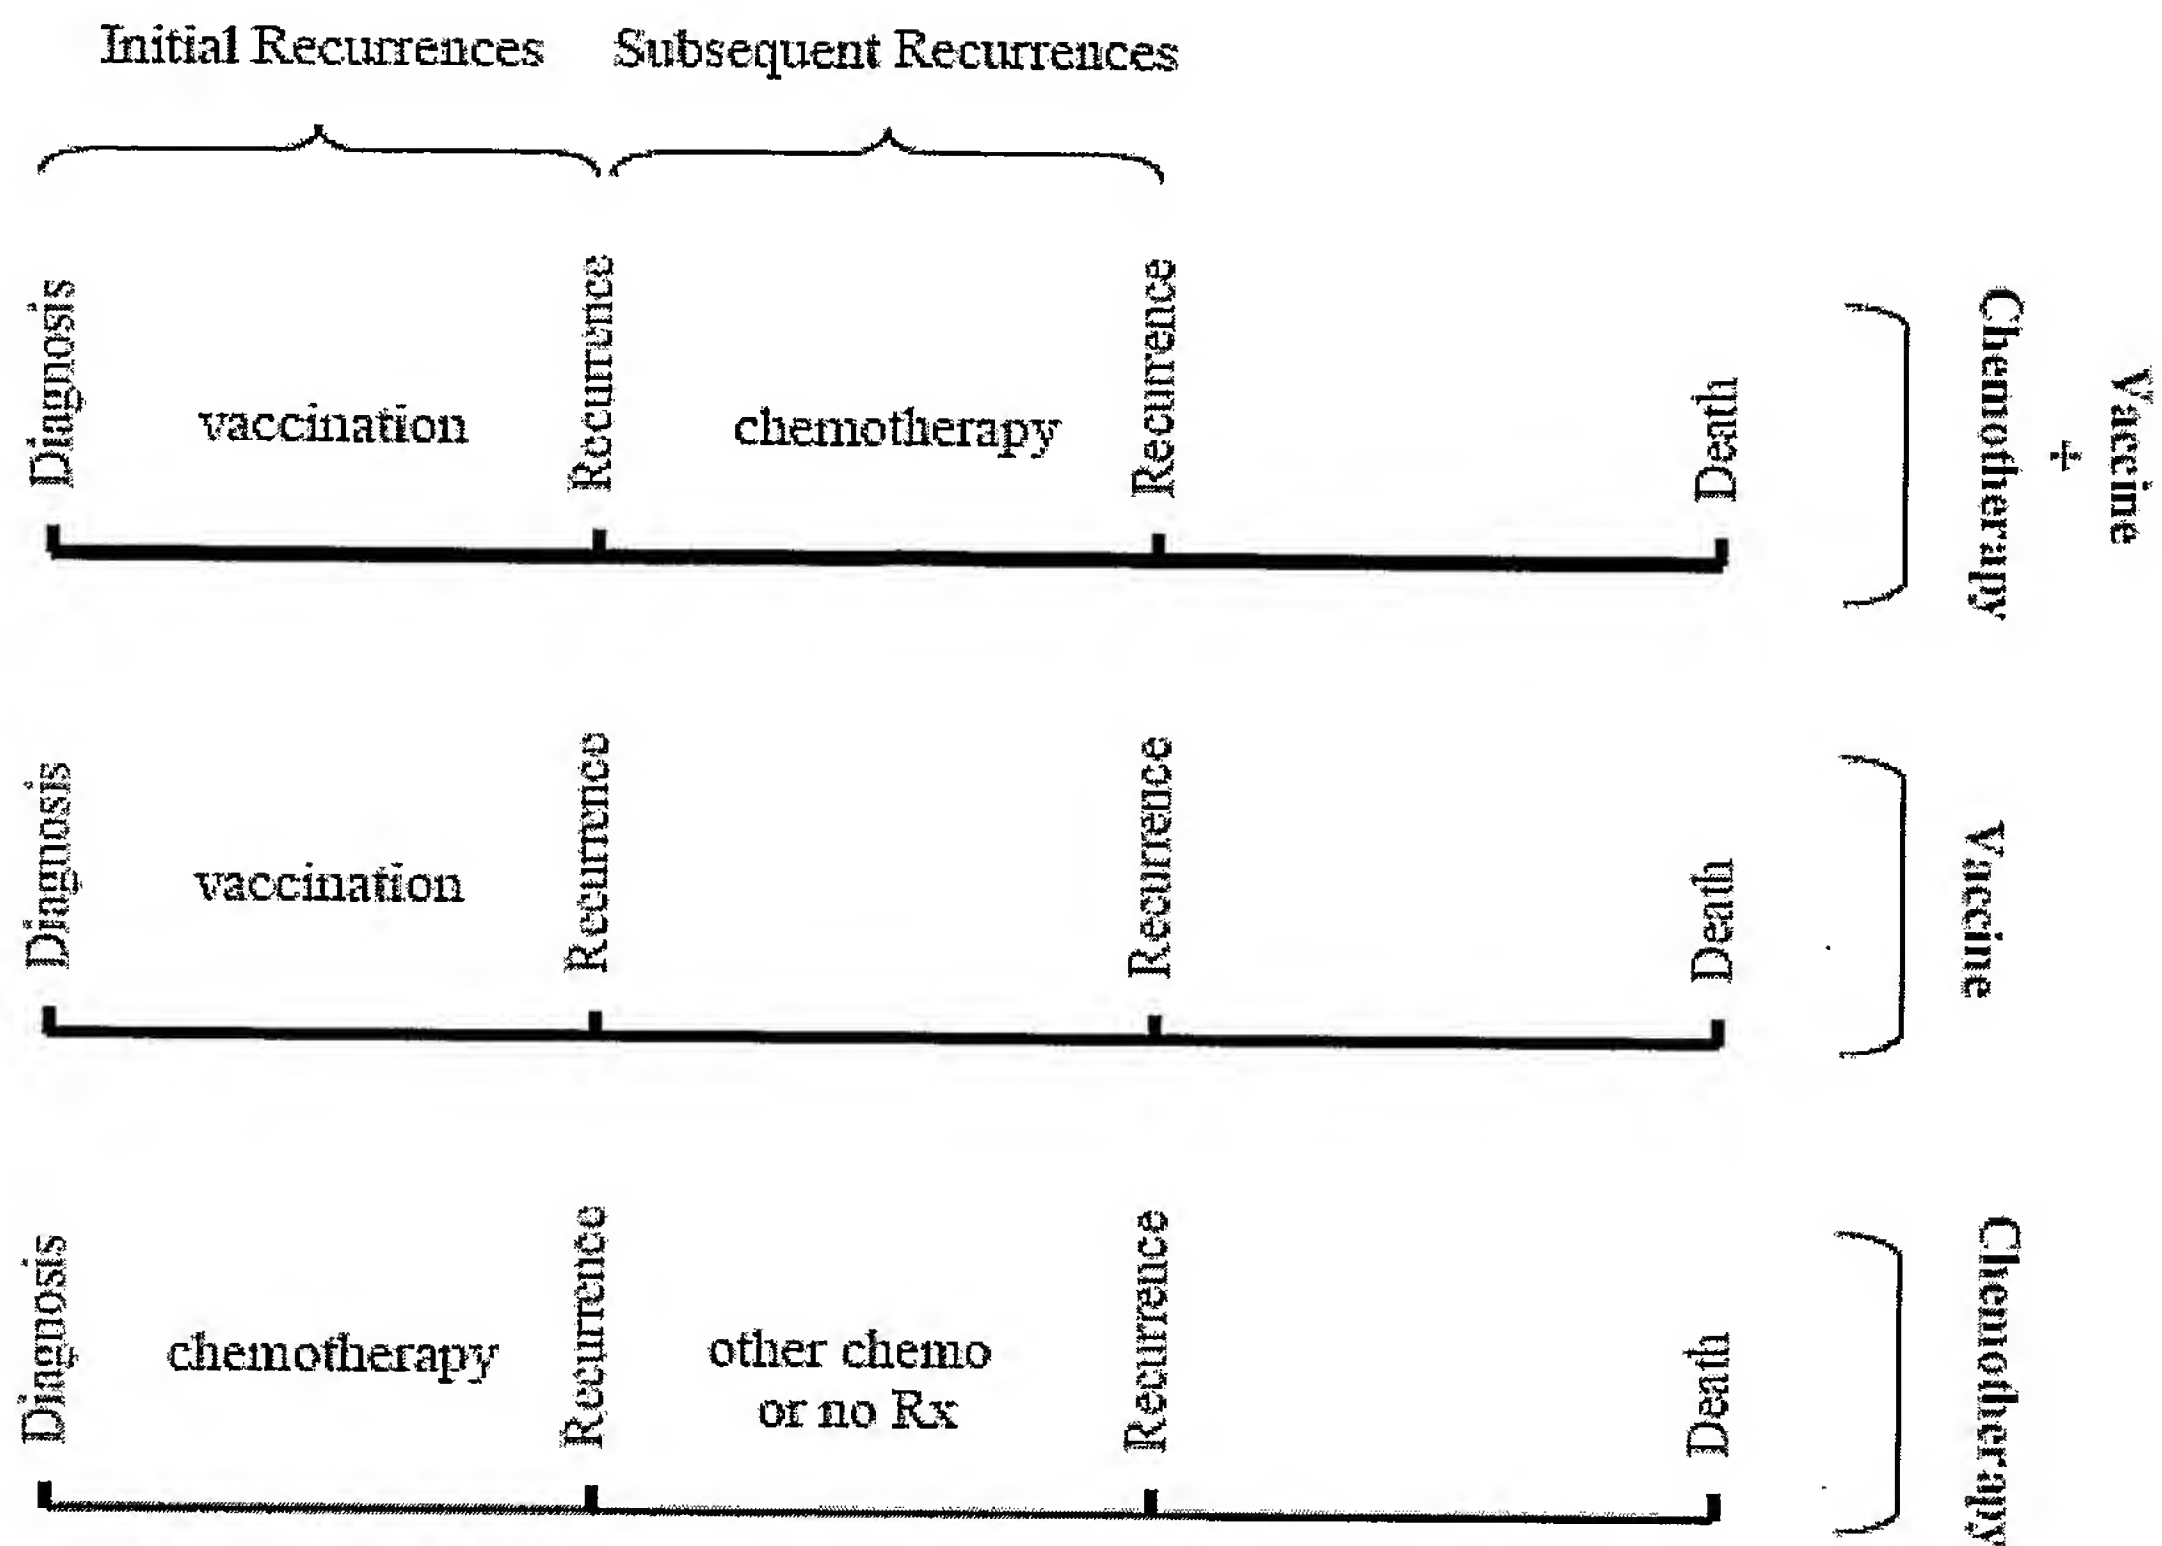 Initial Recurrences
Subsequent Recurrences
Diagnosis
vaccination
Recurrence
chemotherapy
Recurrence
Death
Vaccine
+
Chemotherapy
Diagnosis
vaccination
Recurrence
Recurrence
Death
Vaccine
Diagnosis
chemotherapy
Recurrence
other chemo
or no Rx
Recurrence
Death
Chemotherapy